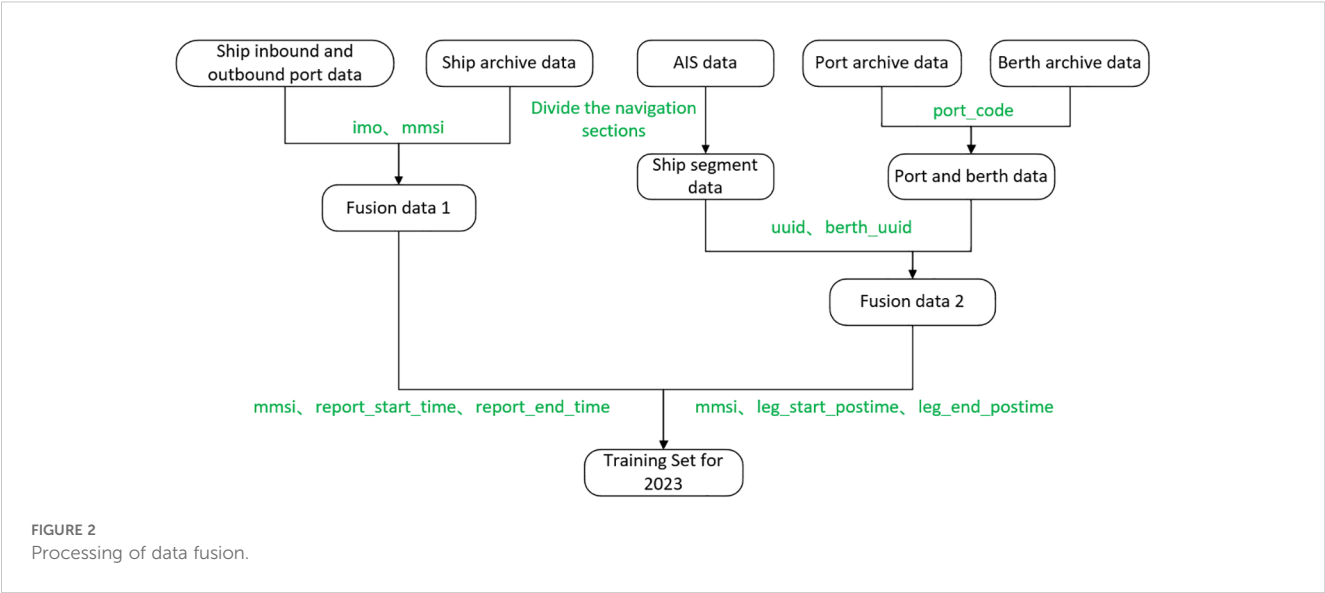 Ship inbound and
outbound port data
Ship archive data
AIS data
Port archive data
Berth archive data
imo、mmsi
Divide the navigation
sections
port_code
Ship segment
data
Port and berth data
Fusion data 1
uuid、berth_uuid
Fusion data 2
mmsi、report_start_time、report_end_time
mmsi、leg_start_postime、leg_end_postime
Training Set for
2023
FIGURE 2
Processing of data fusion.